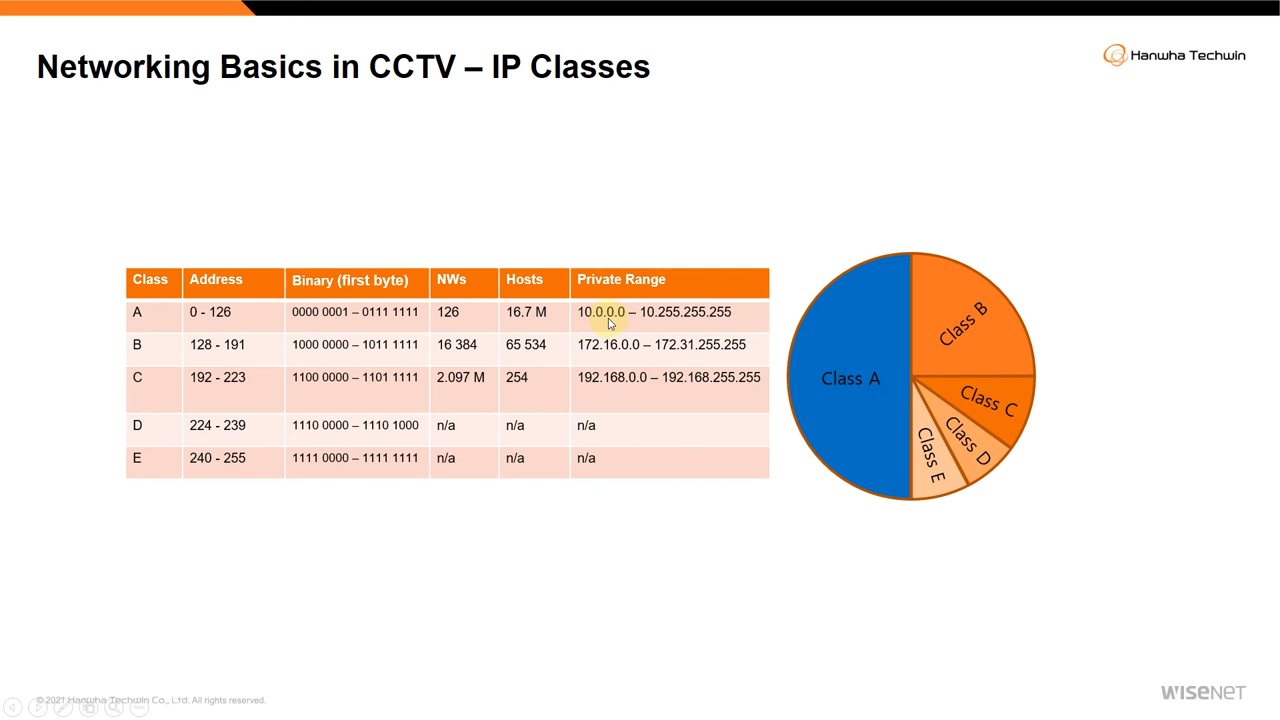 Networking Basics in CCTV – IP Classes
Hanwha Techwin
Class Address Binary (first byte) NWs Hosts Private Range
A 0 - 126 0000 0001 – 0111 1111 126 16.7 M 10.0.0.0 – 10.255.255.255
B 128 - 191 1000 0000 – 1011 1111 16 384 65 534 172.16.0.0 – 172.31.255.255
C 192 - 223 1100 0000 – 1101 1111 2.097 M 254 192.168.0.0 – 192.168.255.255
D 224 - 239 1110 0000 – 1110 1000 n/a n/a n/a
E 240 - 255 1111 0000 – 1111 1111 n/a n/a n/a
Class A
Class B
Class C
Class D
Class E
© 2021 Hanwha Techwin Co., Ltd. All rights reserved.
WISENET